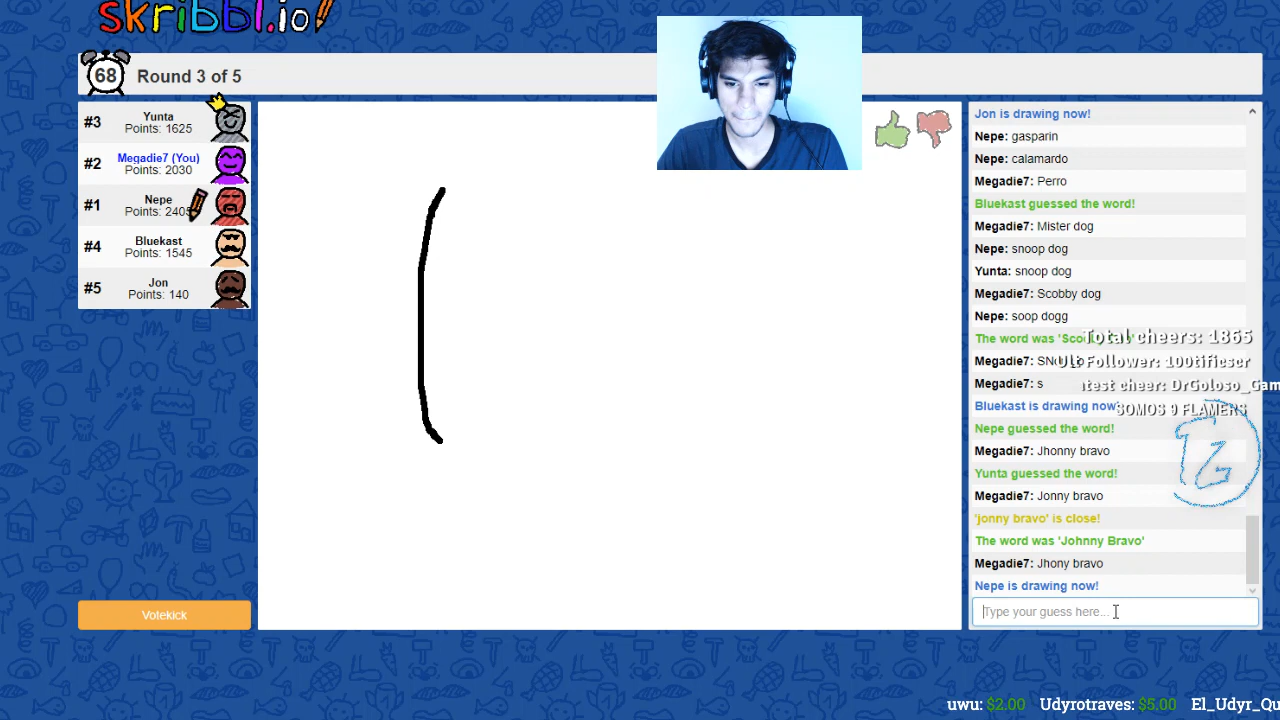 skribbl.io
68
Round 3 of 5
#3
Yunta
Points: 1625
#2
Megadie7 (You)
Points: 2030
#1
Nepe
Points: 2405
#4
Bluekast
Points: 1545
#5
Jon
Points: 140
Votekick
Jon is drawing now!
Nepe: gasparin
Nepe: calamardo
Megadie7: Perro
Bluekast guessed the word!
Megadie7: Mister dog
Nepe: snoop dog
Yunta: snoop dog
Megadie7: Scobby dog
Nepe: soop dogg
Total cheers: 1865
The word was
Follower: 100tificscr
Megadie7:
Megadie7: s
test cheer: DrGoloso_Gam
Bluekast is drawing now
SOMOS 9 FLAMERS
Nepe guessed the word!
Megadie7: Jhonny bravo
Yunta guessed the word!
Megadie7: Jonny bravo
'jonny bravo' is close!
The word was 'Johnny Bravo'
Megadie7: Jhony bravo
Nepe is drawing now!
Type your guess here...
uwu: $2.00 Udyrotraves: $5.00 El_Udyr_Qu